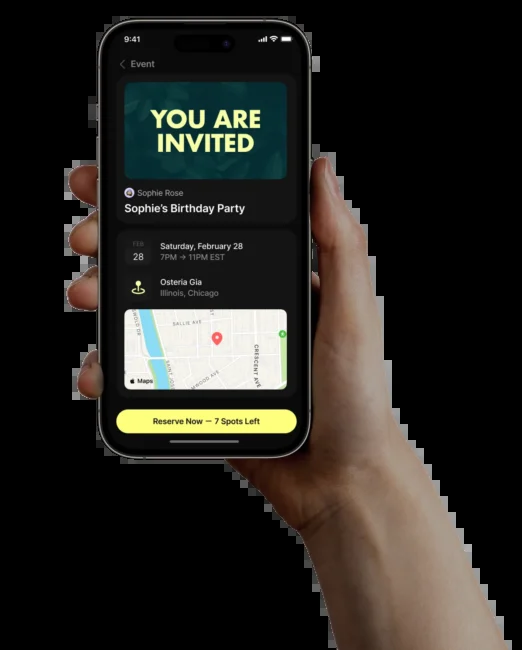 9:41
Event
YOU ARE
INVITED
Sophie Rose
Sophie's Birthday Party
FEB
28
Saturday, February 28
7PM → 11PM EST
Osteria Gia
Illinois, Chicago
SALLIE AVE
CRESCENT AVE
Maps
Reserve Now — 7 Spots Left